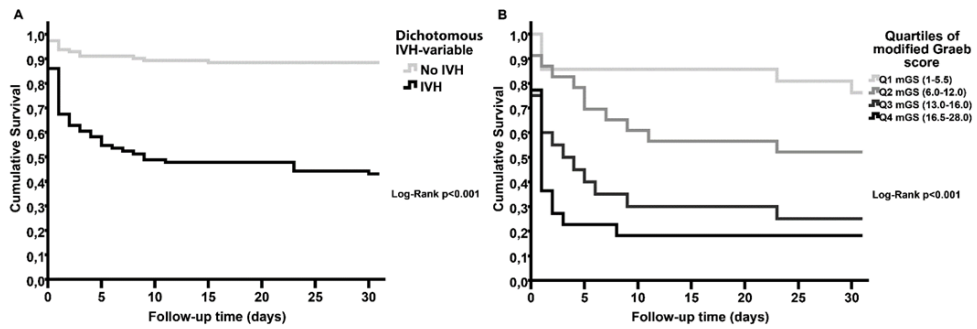 A
Cumulative Survival
1,0
0,9
0,8
0,7
0,6
0,5
0,4
0,3
0,2
0,1
0,0
0 5 10 15 20 25 30
Follow-up time (days)
Dichotomous
IVH-variable
No IVH
IVH
Log-Rank p<0.001
B
Cumulative Survival
1,0
0,9
0,8
0,7
0,6
0,5
0,4
0,3
0,2
0,1
0,0
0 5 10 15 20 25 30
Follow-up time (days)
Quartiles of
modified Graeb
score
Q1 mGS (1-5.5)
Q2 mGS (6.0-12.0)
Q3 mGS (13.0-16.0)
Q4 mGS (16.5-28.0)
Log-Rank p<0.001